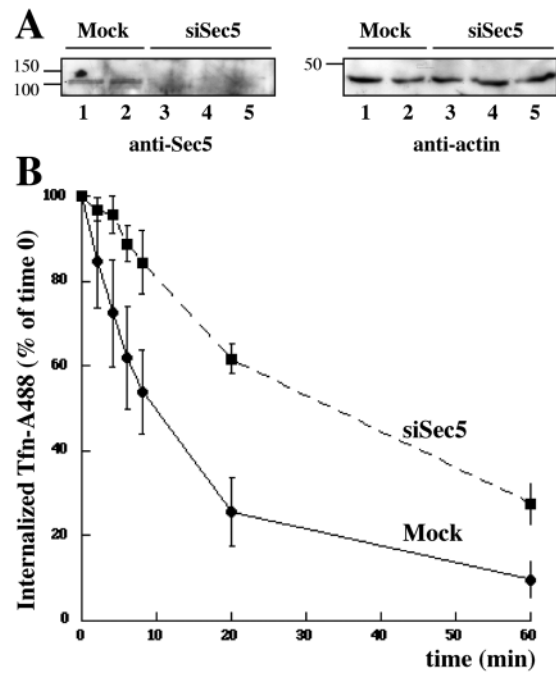 A
Mock siSec5
Mock siSec5
150
100
50
1 2 3 4 5
1 2 3 4 5
anti-Sec5
anti-actin
B
Internalized Tfn-A488 (% of time 0)
100
80
60
40
20
0
siSec5
Mock
0 10 20 30 40 50 60
time (min)